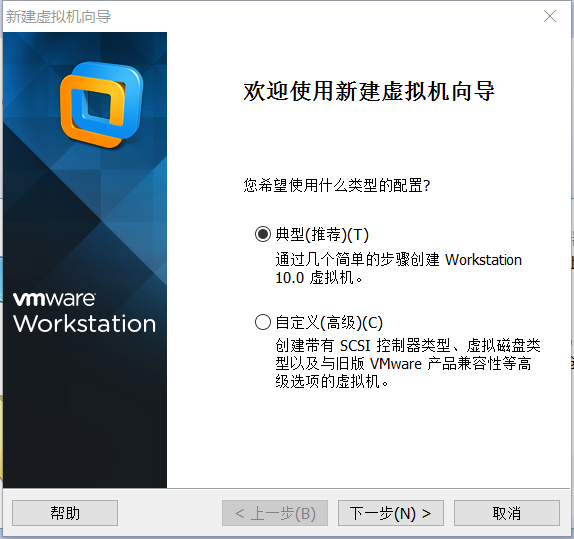 新建虚拟机向导
欢迎使用新建虚拟机向导
您希望使用什么类型的配置?
典型(推荐)(T)
通过几个简单的步骤创建 Workstation
10.0 虚拟机。
自定义(高级)(C)
创建带有 SCSI 控制器类型、虚拟磁盘类
型以及与旧版 VMware 产品兼容性等高
级选项的虚拟机。
vmware
Workstation
帮助
< 上一步(B)
下一步(N) >
取消